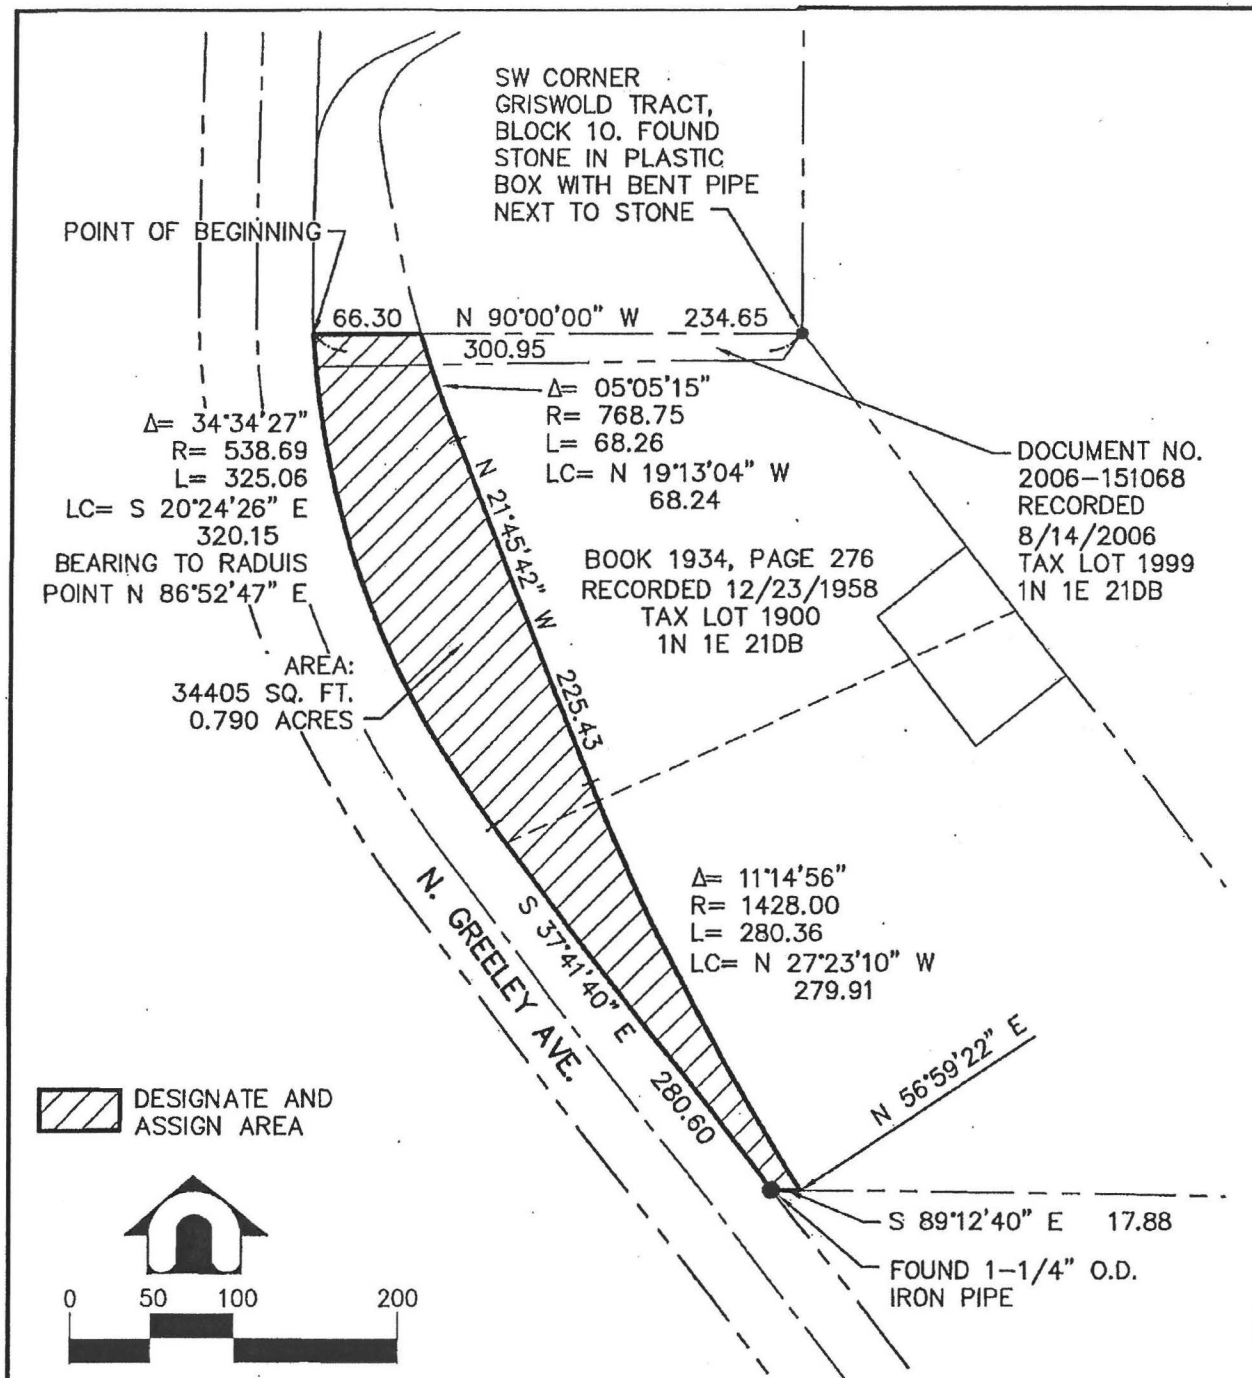 SW CORNER
GRISWOLD TRACT,
BLOCK 10. FOUND
STONE IN PLASTIC
BOX WITH BENT PIPE
NEXT TO STONE
POINT OF BEGINNING
66.30 N 90°00'00" W 234.65
300.95
Δ= 34°34'27"
R= 538.69
L= 325.06
LC= S 20°24'26" E
320.15
BEARING TO RADUIS
POINT N 86°52'47" E
Δ= 05°05'15"
R= 768.75
L= 68.26
LC= N 19°13'04" W
68.24
DOCUMENT NO.
2006-151068
RECORDED
8/14/2006
TAX LOT 1999
1N 1E 21DB
N 21°45'42" W 225.43
BOOK 1934, PAGE 276
RECORDED 12/23/1958
TAX LOT 1900
1N 1E 21DB
AREA:
34405 SQ. FT.
0.790 ACRES
Δ= 11°14'56"
R= 1428.00
L= 280.36
LC= N 27°23'10" W
279.91
S 37°41'40" E 280.60
N. GREELEY AVE.
N 56°59'22" E
DESIGNATE AND
ASSIGN AREA
S 89°12'40" E 17.88
FOUND 1-1/4" O.D.
IRON PIPE
0 50 100 200